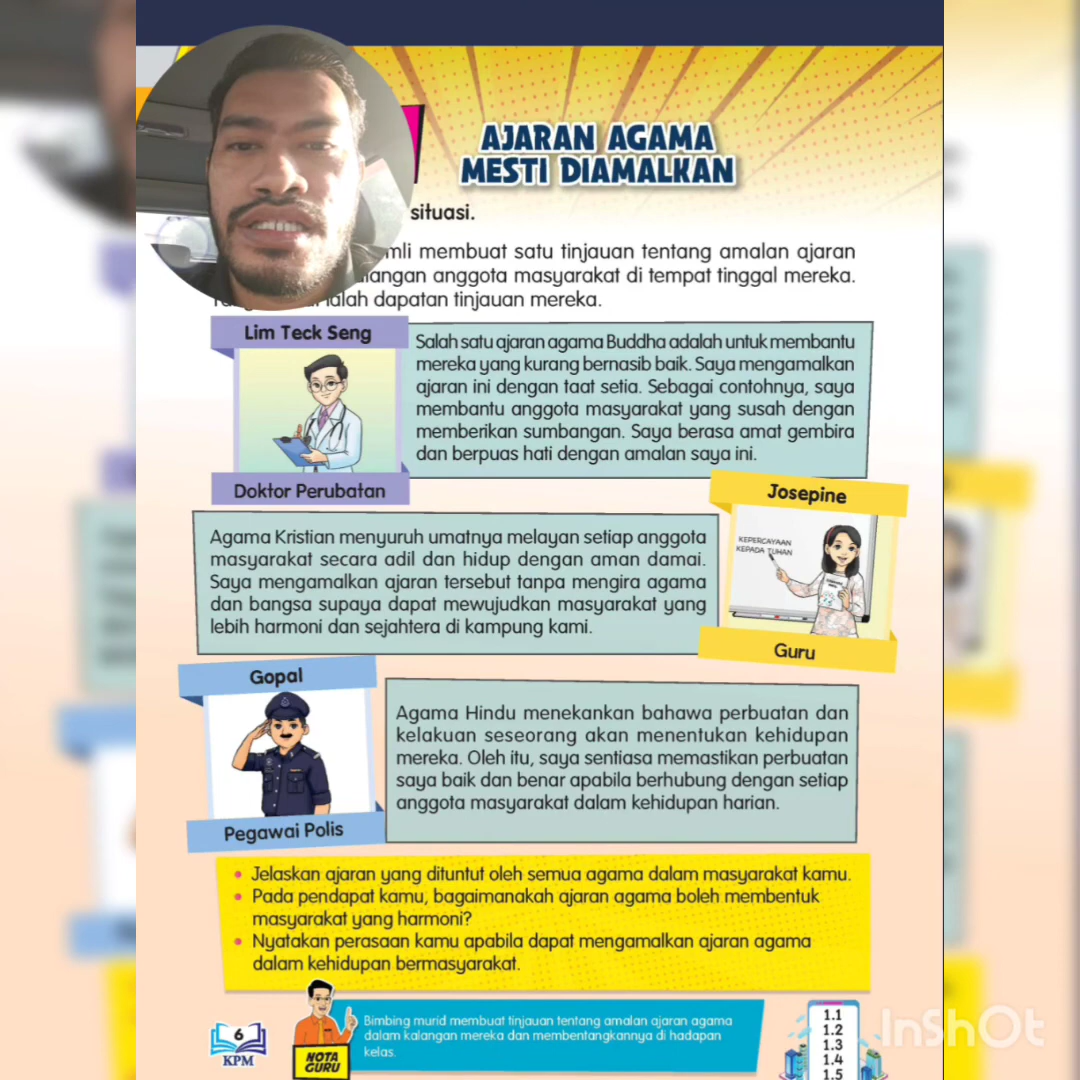 AJARAN AGAMA
MESTI DIAMALKAN
situasi.
membuat satu tinjauan tentang amalan ajaran
anggota masyarakat di tempat tinggal mereka.
dapatan tinjauan mereka.
Lim Teck Seng
Doktor Perubatan
Salah satu ajaran agama Buddha adalah untuk membantu
mereka yang kurang bernasib baik. Saya mengamalkan
ajaran ini dengan taat setia. Sebagai contohnya, saya
membantu anggota masyarakat yang susah dengan
memberikan sumbangan. Saya berasa amat gembira
dan berpuas hati dengan amalan saya ini.
Josepine
KEPERCAYAAN
KEPADA TUHAN
Guru
Agama Kristian menyuruh umatnya melayan setiap anggota
masyarakat secara adil dan hidup dengan aman damai.
Saya mengamalkan ajaran tersebut tanpa mengira agama
dan bangsa supaya dapat mewujudkan masyarakat yang
lebih harmoni dan sejahtera di kampung kami.
Gopal
Pegawai Polis
Agama Hindu menekankan bahawa perbuatan dan
kelakuan seseorang akan menentukan kehidupan
mereka. Oleh itu, saya sentiasa memastikan perbuatan
saya baik dan benar apabila berhubung dengan setiap
anggota masyarakat dalam kehidupan harian.
• Jelaskan ajaran yang dituntut oleh semua agama dalam masyarakat kamu.
• Pada pendapat kamu, bagaimanakah ajaran agama boleh membentuk
masyarakat yang harmoni?
• Nyatakan perasaan kamu apabila dapat mengamalkan ajaran agama
dalam kehidupan bermasyarakat.
6
KPM
NOTA
GURU
Bimbing murid membuat tinjauan tentang amalan ajaran agama
dalam kalangan mereka dan membentangkannya di hadapan
kelas.
1.1
1.2
1.3
1.4
1.5
InShOt